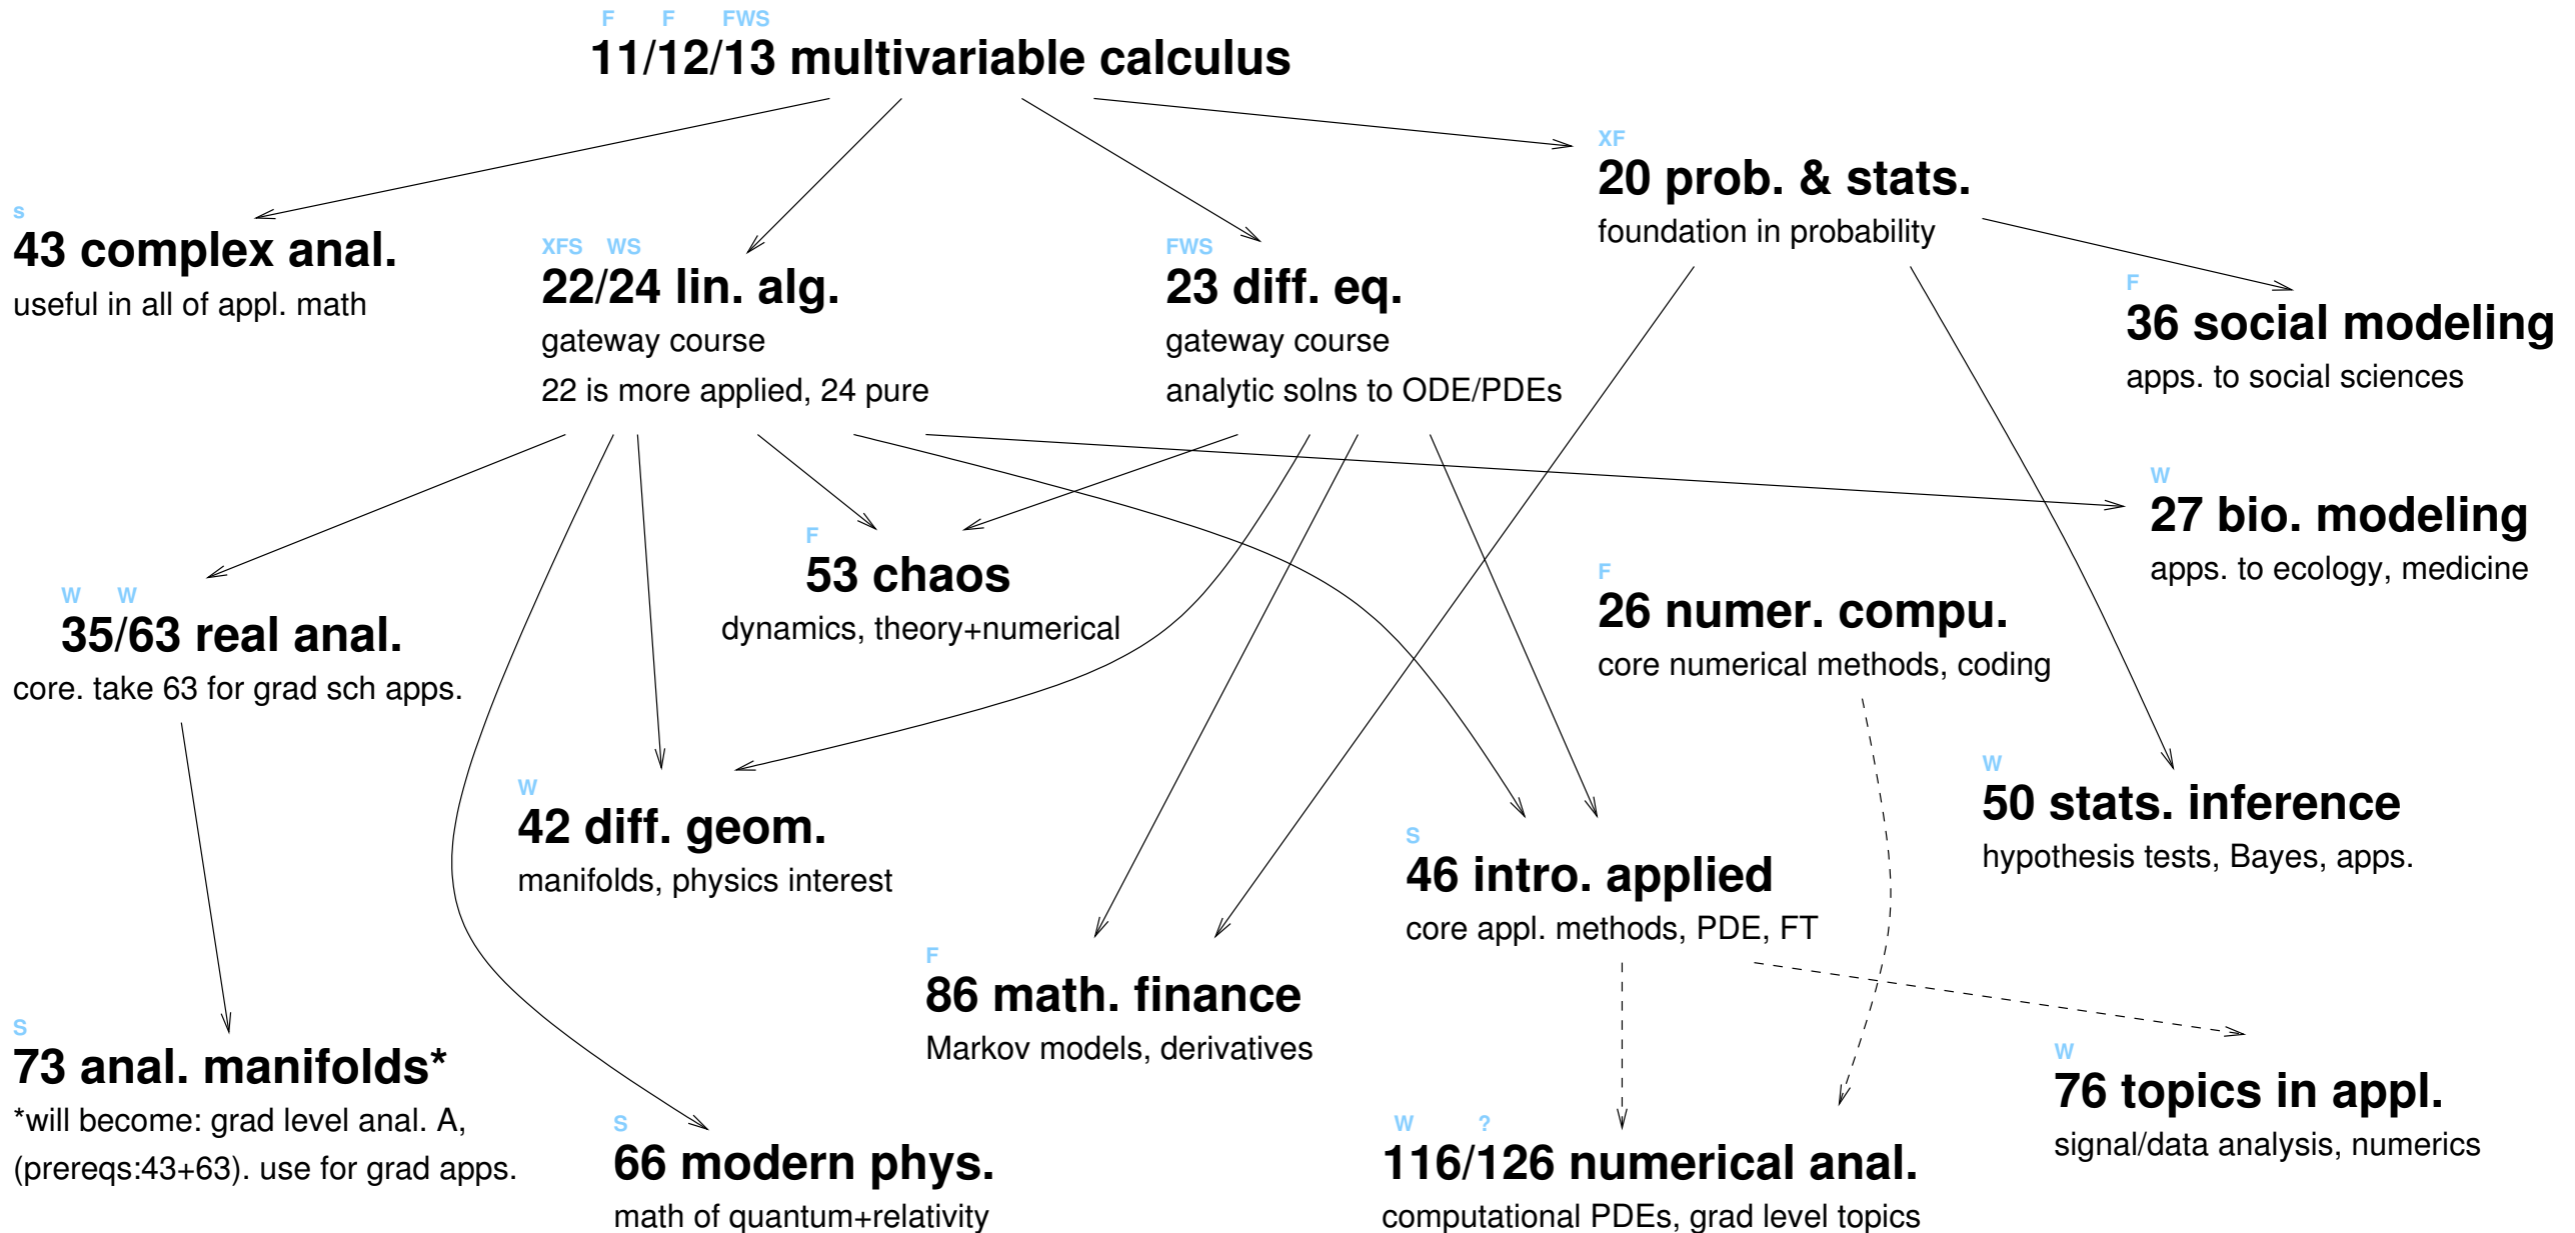 F F FWS
11/12/13 multivariable calculus
XF
20 prob. & stats.
foundation in probability
s
43 complex anal.
useful in all of appl. math
XFS WS
22/24 lin. alg.
gateway course
22 is more applied, 24 pure
FWS
23 diff. eq.
gateway course
analytic solns to ODE/PDEs
F
36 social modeling
apps. to social sciences
W
27 bio. modeling
apps. to ecology, medicine
F
53 chaos
dynamics, theory+numerical
F
26 numer. compu.
core numerical methods, coding
W W
35/63 real anal.
core. take 63 for grad sch apps.
W
42 diff. geom.
manifolds, physics interest
W
50 stats. inference
hypothesis tests, Bayes, apps.
S
46 intro. applied
core appl. methods, PDE, FT
F
86 math. finance
Markov models, derivatives
S
73 anal. manifolds*
*will become: grad level anal. A,
(prereqs:43+63). use for grad apps.
S
66 modern phys.
math of quantum+relativity
W ?
116/126 numerical anal.
computational PDEs, grad level topics
W
76 topics in appl.
signal/data analysis, numerics